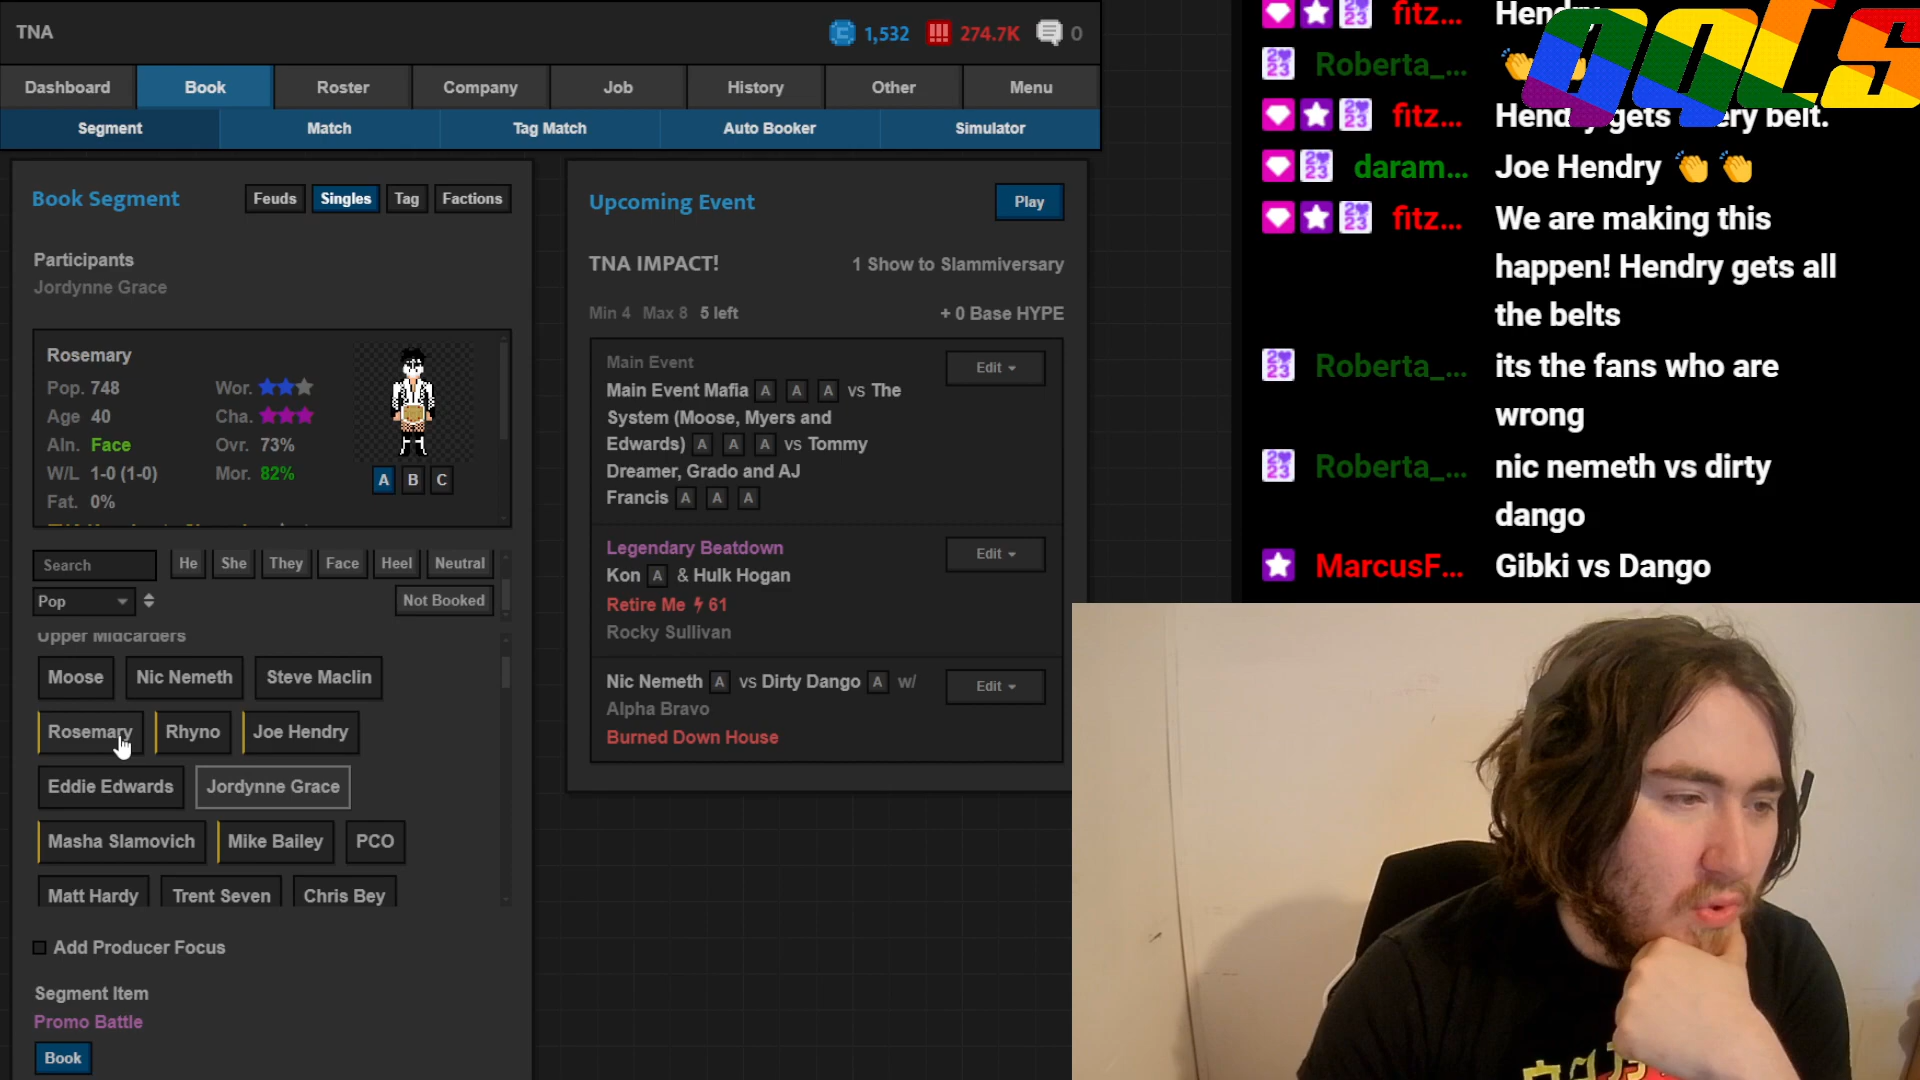 TNA
1,532
274.7K
0
Dashboard
Book
Roster
Company
Job
History
Other
Menu
Segment
Match
Tag Match
Auto Booker
Simulator
Book Segment
Feuds
Singles
Tag
Factions
Participants
Jordynne Grace
Rosemary
Pop. 748
Wor.
Age 40
Cha.
Aln. Face
Ovr. 73%
W/L 1-0 (1-0)
Mor. 82%
Fat. 0%
A B C
Search
He
She
They
Face
Heel
Neutral
Pop
Not Booked
Upper Midcarders
Moose
Nic Nemeth
Steve Maclin
Rosemary
Rhyno
Joe Hendry
Eddie Edwards
Jordynne Grace
Masha Slamovich
Mike Bailey
PCO
Matt Hardy
Trent Seven
Chris Bey
Add Producer Focus
Segment Item
Promo Battle
Book
Upcoming Event
Play
TNA IMPACT!
1 Show to Slammiversary
Min 4 Max 8 5 left
+ 0 Base HYPE
Main Event
Edit
Main Event Mafia A A A vs The
System (Moose, Myers and
Edwards) A A A vs Tommy
Dreamer, Grado and AJ
Francis A A A
Legendary Beatdown
Edit
Kon A & Hulk Hogan
Retire Me 61
Rocky Sullivan
Nic Nemeth A vs Dirty Dango A w/
Edit
Alpha Bravo
Burned Down House
fitz... Hendry
Roberta_...
fitz... Hendry gets every belt.
daram... Joe Hendry
fitz... We are making this
happen! Hendry gets all
the belts
Roberta_... its the fans who are
wrong
Roberta_... nic nemeth vs dirty
dango
MarcusF... Gibki vs Dango